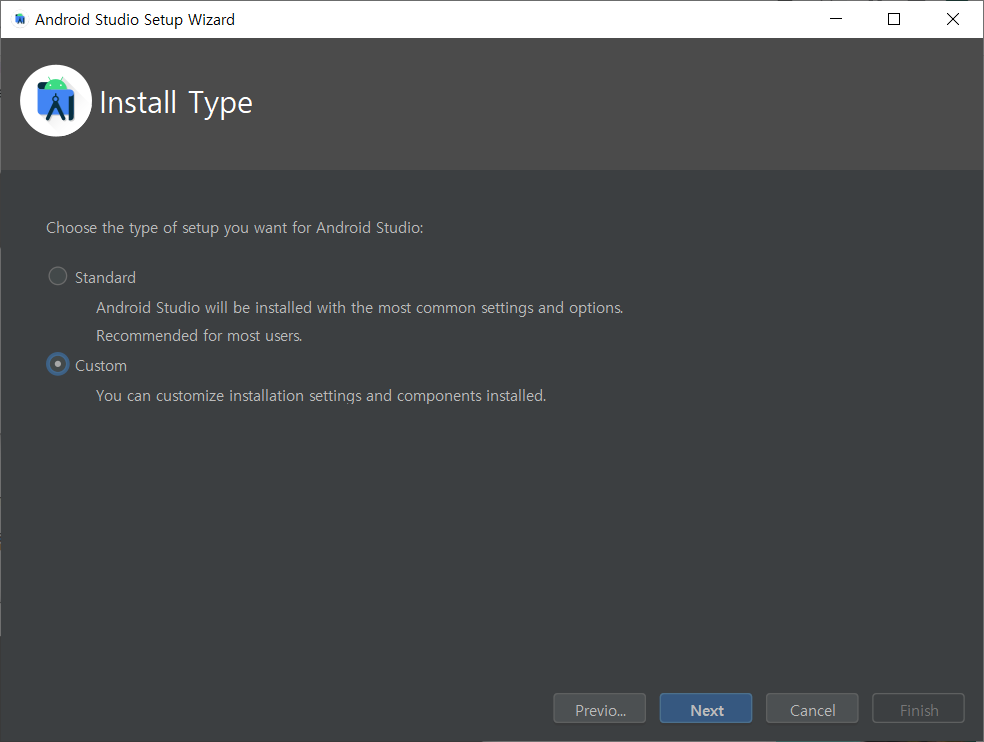 Android Studio Setup Wizard
Install Type
Choose the type of setup you want for Android Studio:
Standard
Android Studio will be installed with the most common settings and options.
Recommended for most users.
Custom
You can customize installation settings and components installed.
Previo... Next Cancel Finish